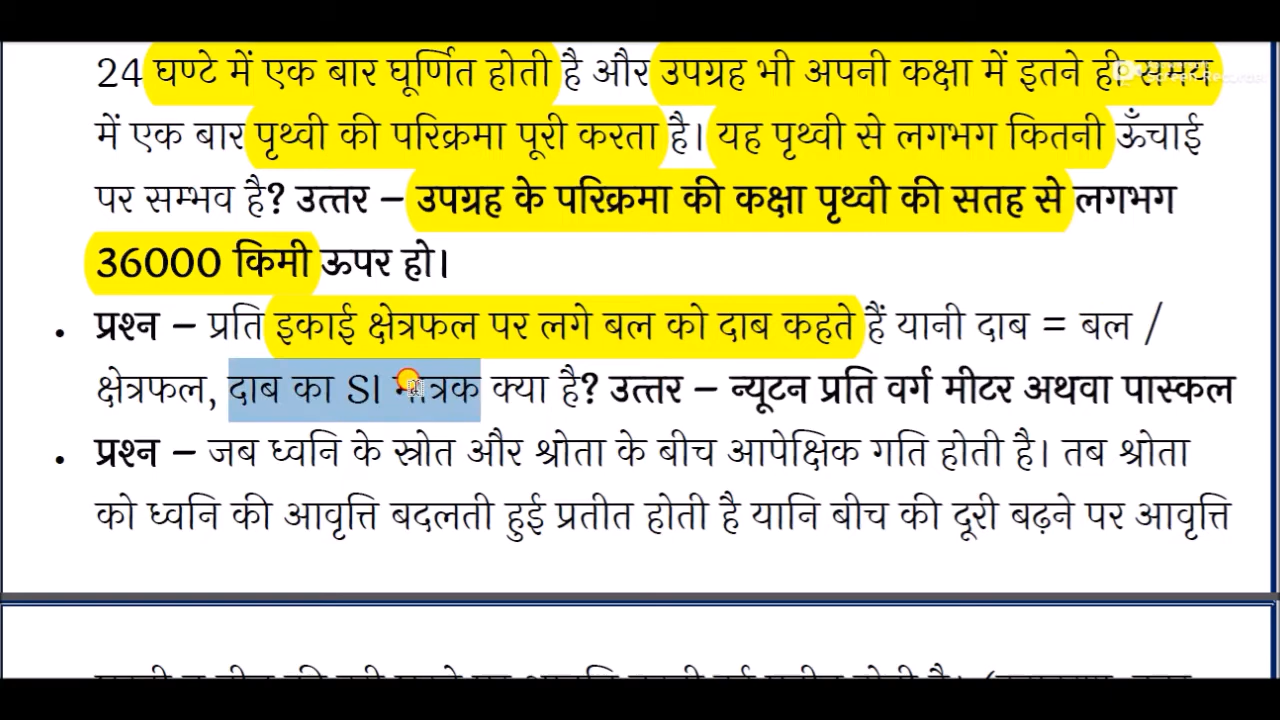 24 घण्टे में एक बार घूर्णित होती है और उपग्रह भी अपनी कक्षा में इतने ही समय
में एक बार पृथ्वी की परिक्रमा पूरी करता है। यह पृथ्वी से लगभग कितनी ऊँचाई
पर सम्भव है? उत्तर – उपग्रह के परिक्रमा की कक्षा पृथ्वी की सतह से लगभग
36000 किमी ऊपर हो।
• प्रश्न – प्रति इकाई क्षेत्रफल पर लगे बल को दाब कहते हैं यानी दाब = बल /
क्षेत्रफल, दाब का SI मात्रक क्या है? उत्तर – न्यूटन प्रति वर्ग मीटर अथवा पास्कल
• प्रश्न – जब ध्वनि के स्रोत और श्रोता के बीच आपेक्षिक गति होती है। तब श्रोता
को ध्वनि की आवृत्ति बदलती हुई प्रतीत होती है यानि बीच की दूरी बढ़ने पर आवृत्ति